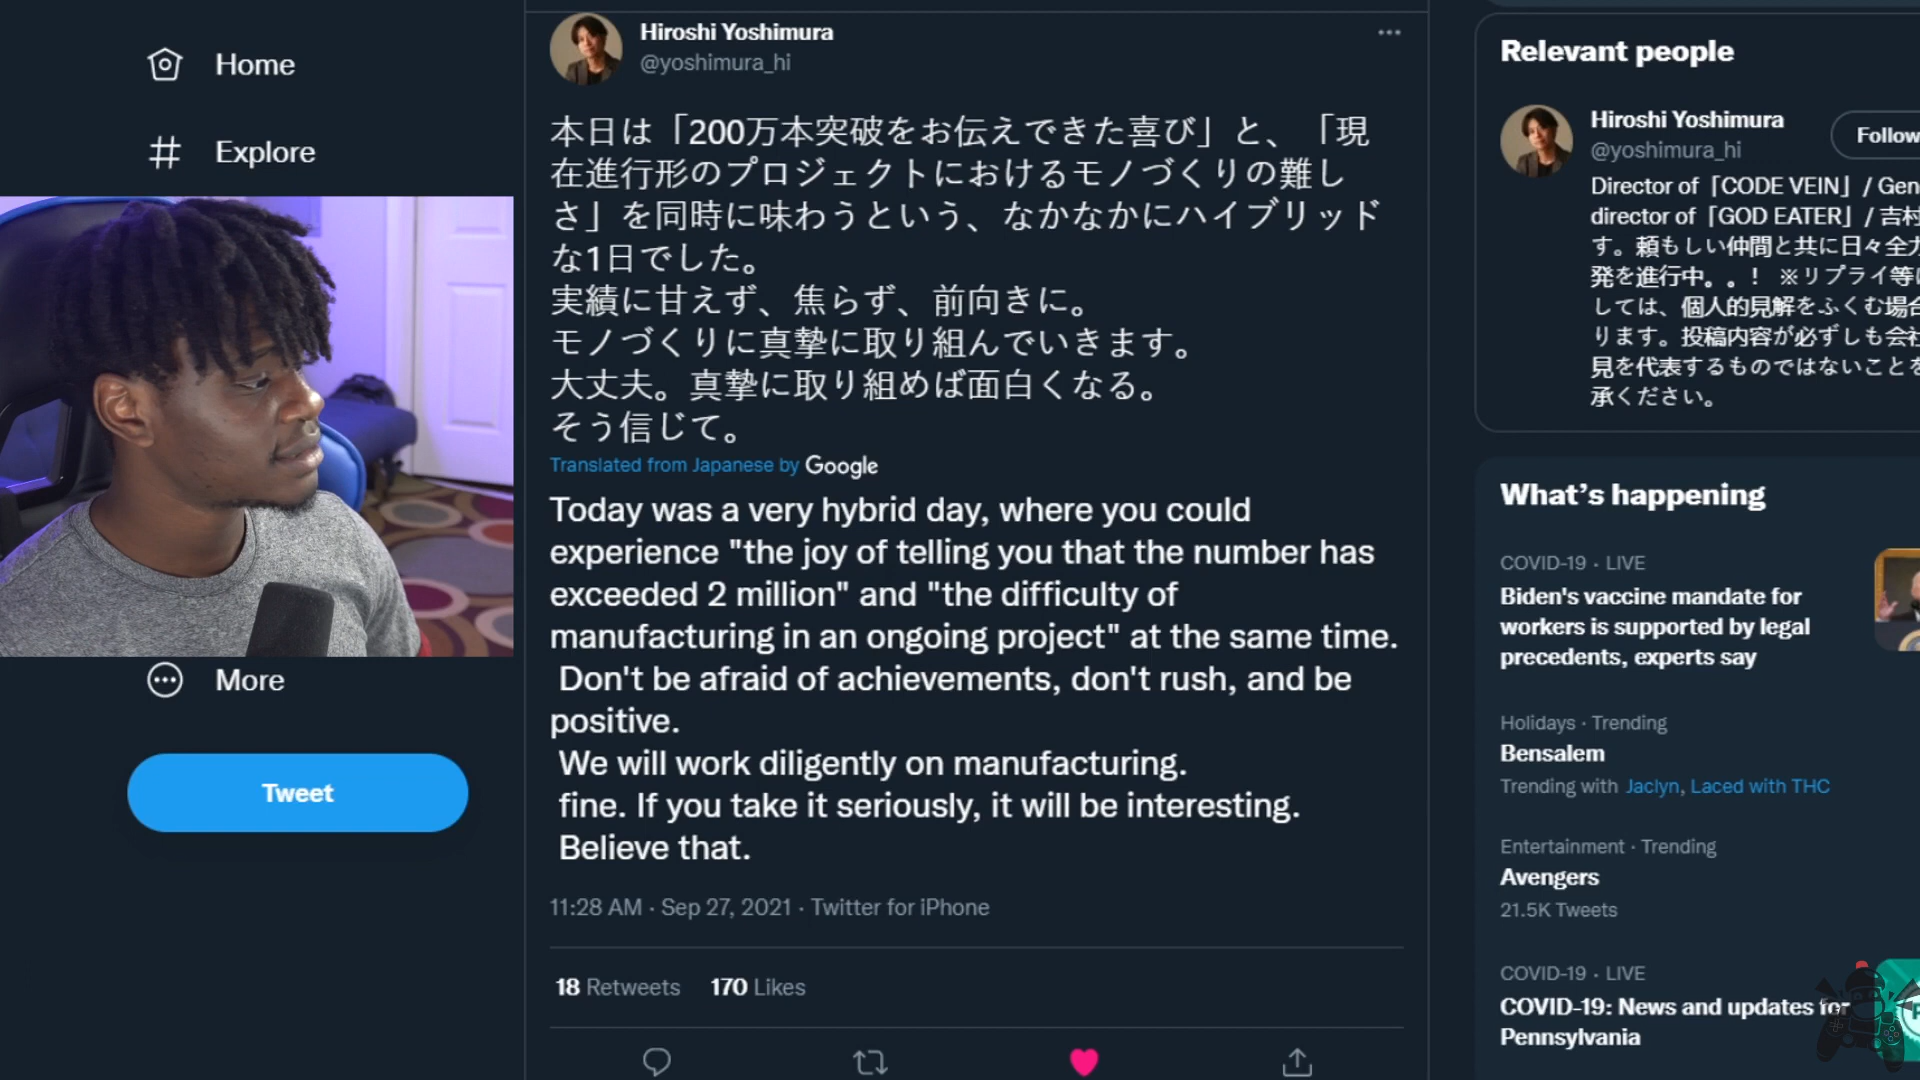 Home
Explore
More
Tweet
Hiroshi Yoshimura
@yoshimura_hi
本日は「200万本突破をお伝えできた喜び」と、「現
在進行形のプロジェクトにおけるモノづくりの難し
さ」を同時に味わうという、なかなかにハイブリッド
な1日でした。
実績に甘えず、焦らず、前向きに。
モノづくりに真摯に取り組んでいきます。
大丈夫。真摯に取り組めば面白くなる。
そう信じて。
Translated from Japanese by Google
Today was a very hybrid day, where you could
experience "the joy of telling you that the number has
exceeded 2 million" and "the difficulty of
manufacturing in an ongoing project" at the same time.
Don't be afraid of achievements, don't rush, and be
positive.
We will work diligently on manufacturing.
fine. If you take it seriously, it will be interesting.
Believe that.
11:28 AM · Sep 27, 2021 · Twitter for iPhone
18 Retweets 170 Likes
Relevant people
Hiroshi Yoshimura
@yoshimura_hi
Follow
Director of「CODE VEIN」/ Gen
director of「GOD EATER」/ 吉村
す。頼もしい仲間と共に日々全力
発を進行中。。！ ※リプライ等に
しては、個人的見解をふくむ場合
ります。投稿内容が必ずしも会社
見を代表するものではないことを
承ください。
What's happening
COVID-19 · LIVE
Biden's vaccine mandate for
workers is supported by legal
precedents, experts say
Holidays · Trending
Bensalem
Trending with Jaclyn, Laced with THC
Entertainment · Trending
Avengers
21.5K Tweets
COVID-19 · LIVE
COVID-19: News and updates for
Pennsylvania